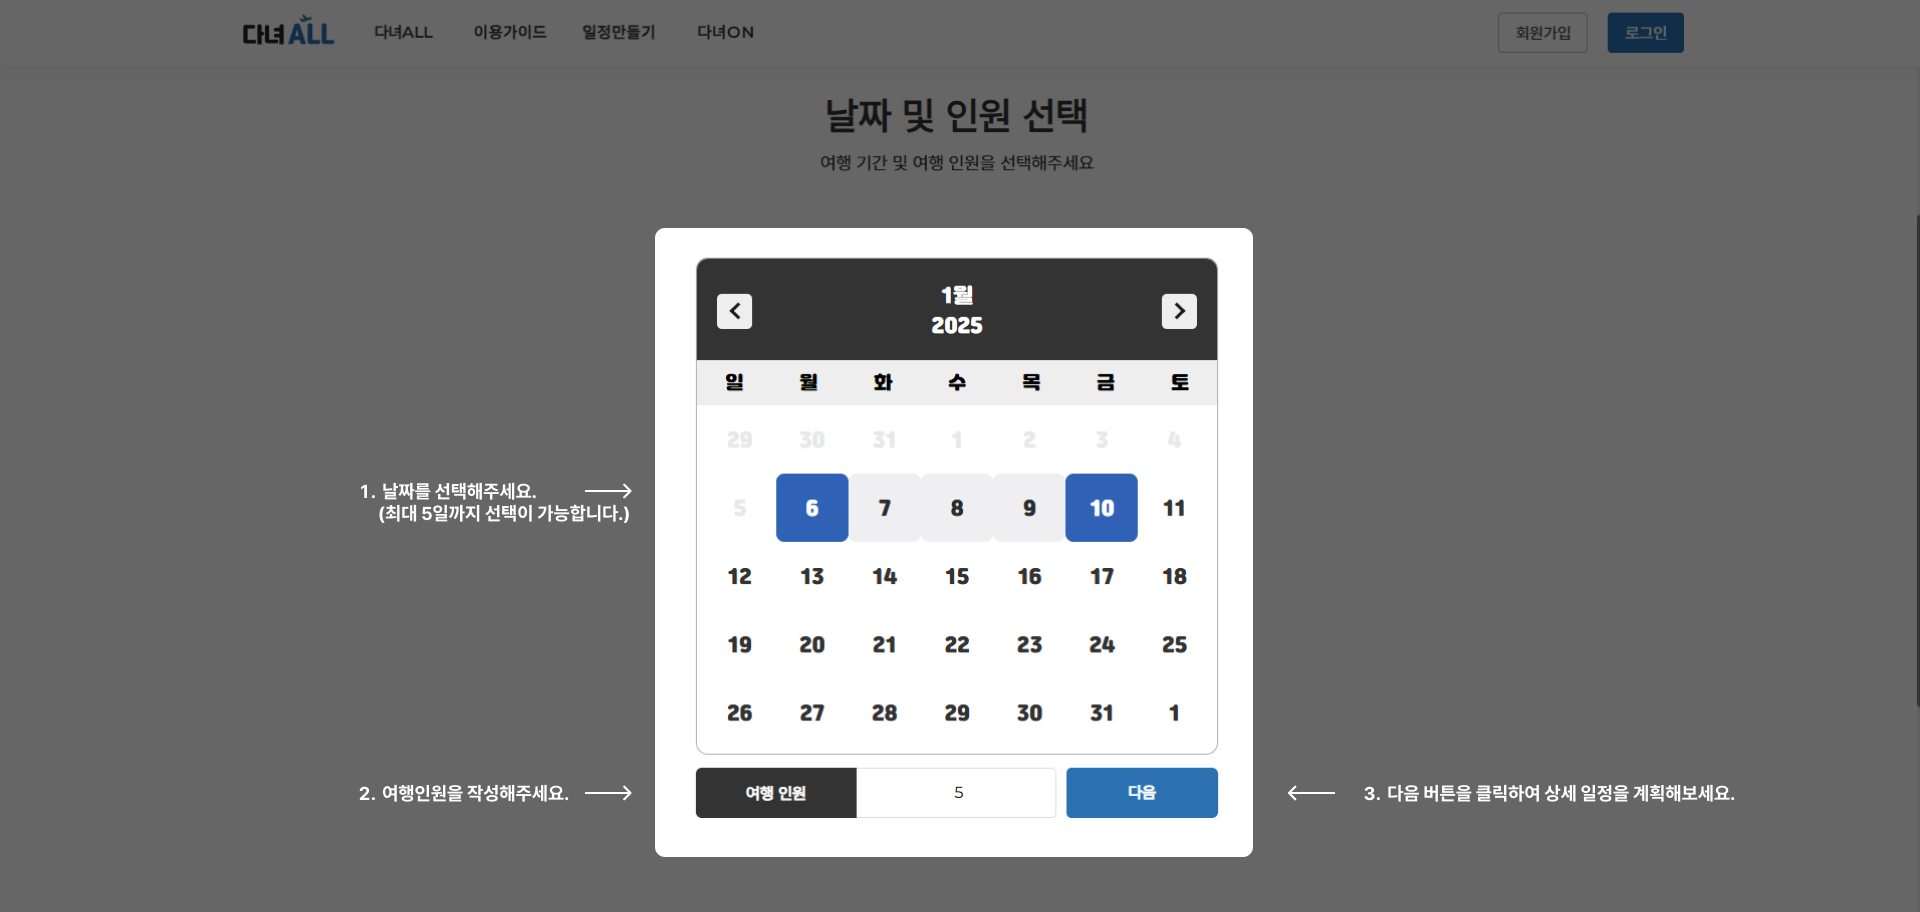 다녀ALL 다녀ALL 이용가이드 일정만들기 다녀ON 회원가입 로그인
날짜 및 인원 선택
여행 기간 및 여행 인원을 선택해주세요
1월
2025
일 월 화 수 목 금 토
29 30 31 1 2 3 4
5 6 7 8 9 10 11
12 13 14 15 16 17 18
19 20 21 22 23 24 25
26 27 28 29 30 31 1
1. 날짜를 선택해주세요.
(최대 5일까지 선택이 가능합니다.)
2. 여행인원을 작성해주세요.
여행 인원 5 다음
3. 다음 버튼을 클릭하여 상세 일정을 계획해보세요.